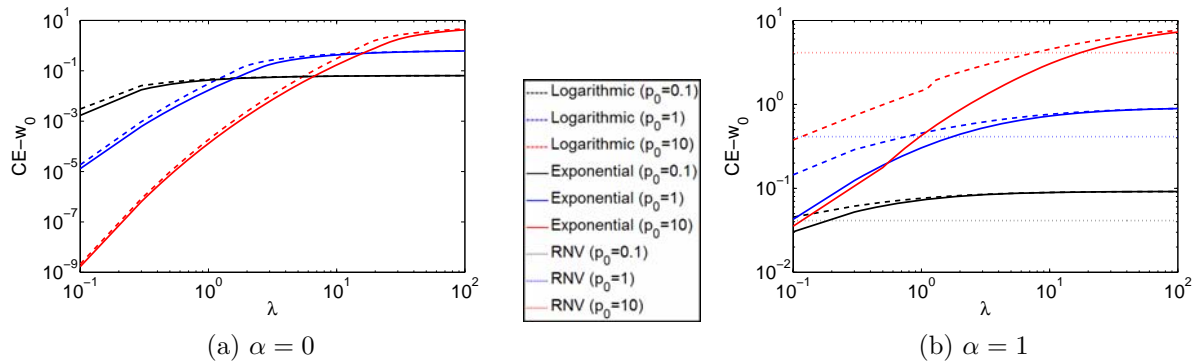 10^1
10^{-1}
10^{-3}
10^{-5}
10^{-7}
10^{-9}
CE−w_0
10^{-1}
10^0
10^1
10^2
λ
(a) α = 0
Logarithmic (p_0=0.1)
Logarithmic (p_0=1)
Logarithmic (p_0=10)
Exponential (p_0=0.1)
Exponential (p_0=1)
Exponential (p_0=10)
RNV (p_0=0.1)
RNV (p_0=1)
RNV (p_0=10)
10^1
10^0
10^{-1}
10^{-2}
CE−w_0
10^{-1}
10^0
10^1
10^2
λ
(b) α = 1